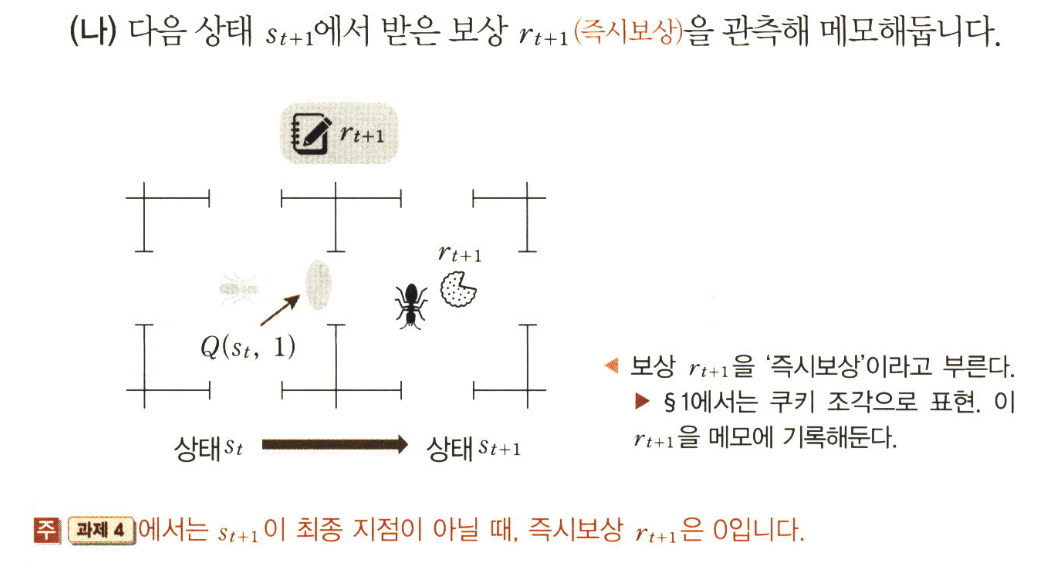 (나) 다음 상태 st+1에서 받은 보상 rt+1(즉시보상)을 관측해 메모해둡니다.
rt+1
rt+1
Q(st, 1)
상태 st
상태 st+1
◀ 보상 rt+1을 '즉시보상'이라고 부른다.
▶ §1에서는 쿠키 조각으로 표현. 이
rt+1을 메모에 기록해둔다.
주 과제 4 에서는 st+1이 최종 지점이 아닐 때, 즉시보상 rt+1은 0입니다.